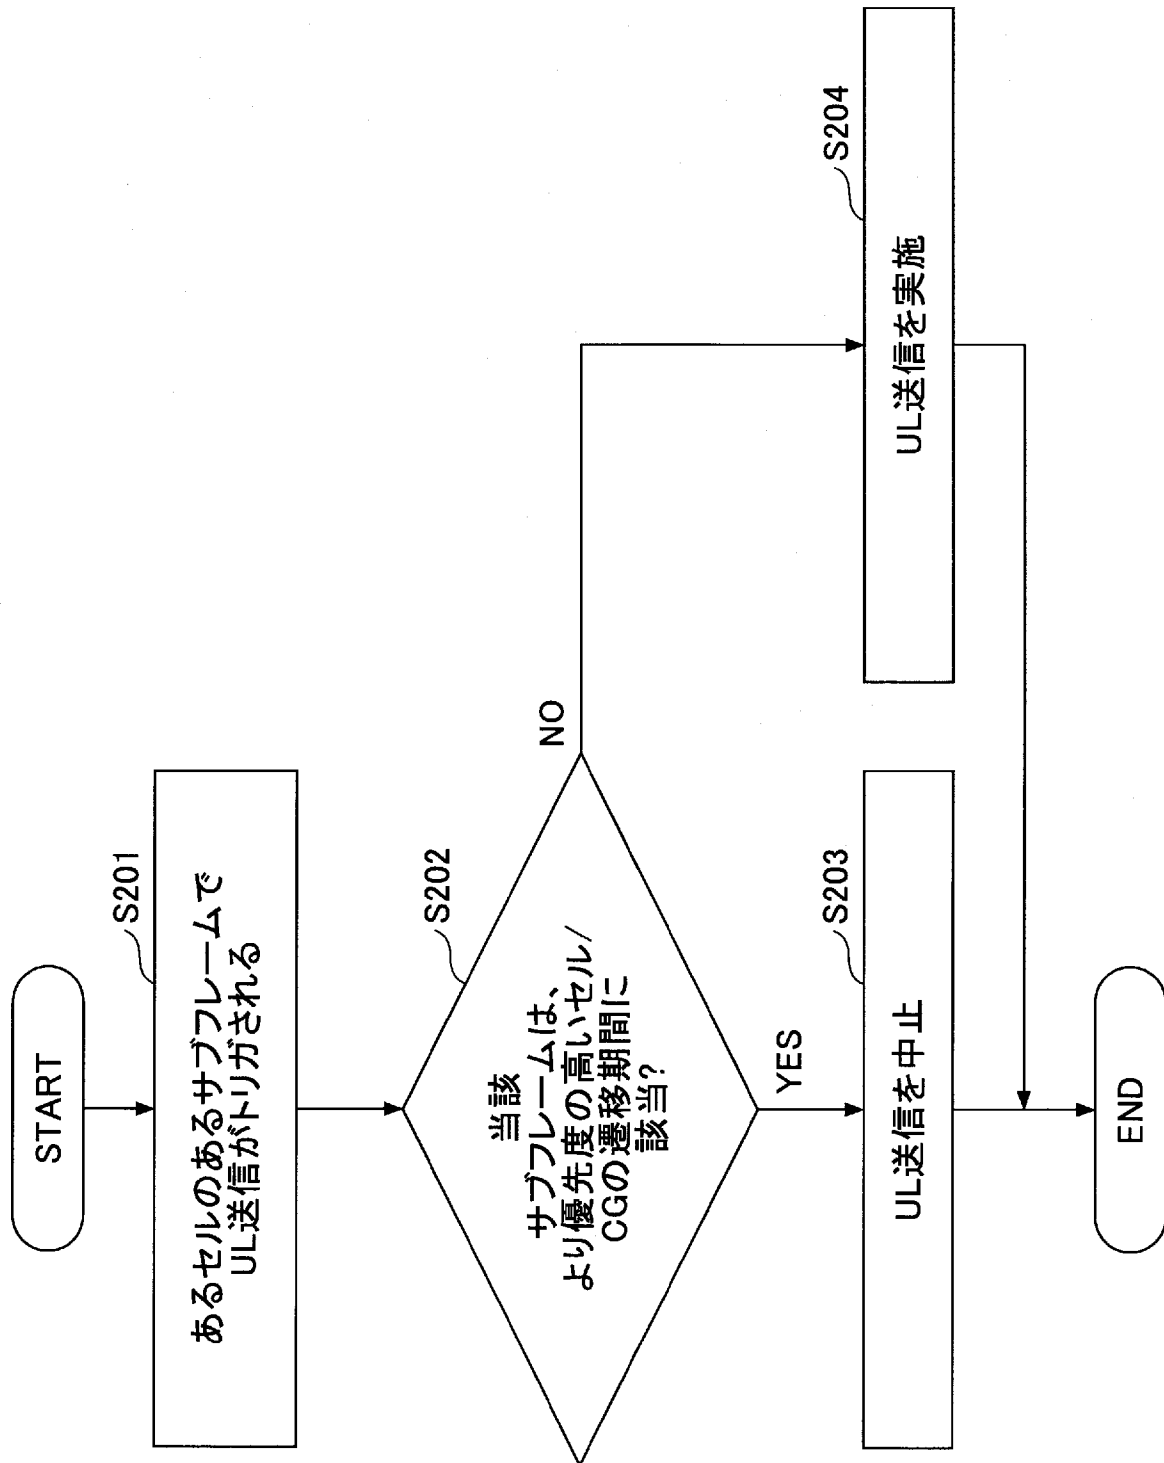 START
S201
あるセルのあるサブフレームで
UL送信がトリガされる
S202
当該
サブフレームは、
より優先度の高いセル/
CGの遷移期間に
該当?
NO
YES
S203
UL送信を中止
S204
UL送信を実施
END